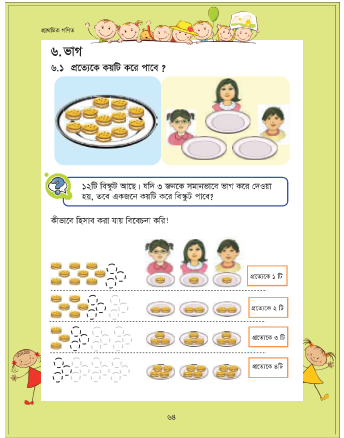 প্রাথমিক গণিত
৬. ভাগ
৬.১ প্রত্যেকে কয়টি করে পাবে ?
১২টি বিস্কুট আছে। যদি ৩ জনকে সমানভাবে ভাগ করে দেওয়া
হয়, তবে একজনে কয়টি করে বিস্কুট পাবে?
কীভাবে হিসাব করা যায় বিবেচনা করি!
প্রত্যেকে ১ টি
প্রত্যেকে ২ টি
প্রত্যেকে ৩ টি
প্রত্যেকে ৪টি
৬৪